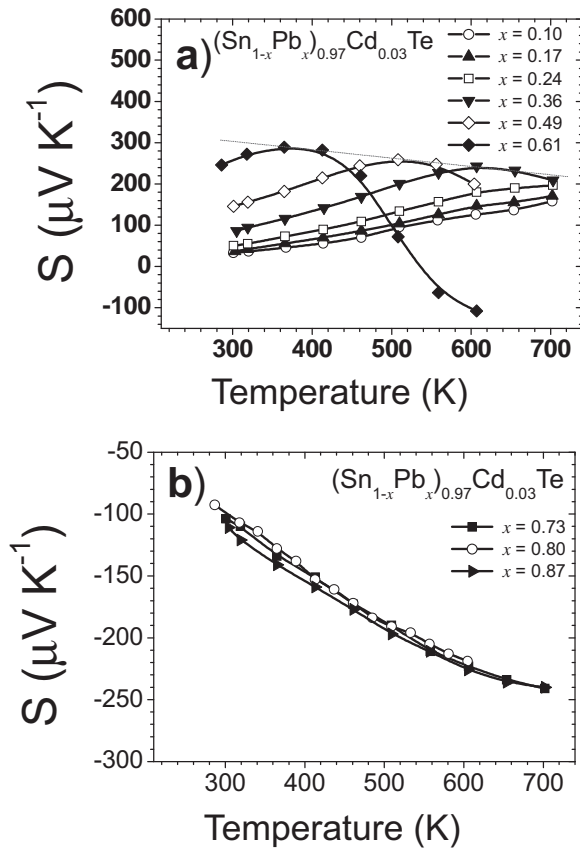 a) (Sn1-xPbx)0.97Cd0.03Te
x = 0.10
x = 0.17
x = 0.24
x = 0.36
x = 0.49
x = 0.61
600
500
400
300
200
100
0
-100
S (μV K-1)
300 400 500 600 700
Temperature (K)
b) (Sn1-xPbx)0.97Cd0.03Te
x = 0.73
x = 0.80
x = 0.87
-50
-100
-150
-200
-250
-300
S (μV K-1)
300 400 500 600 700
Temperature (K)